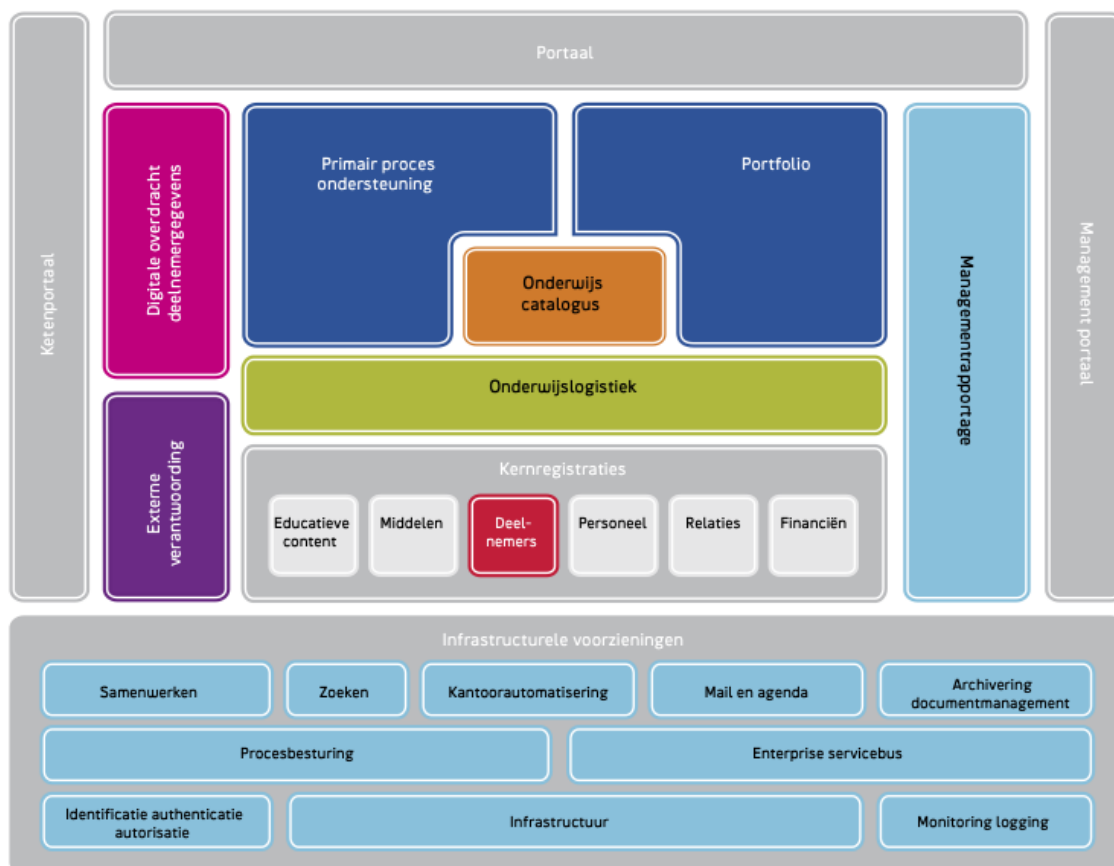 Portaal
Ketenportaal
Digitale overdracht
deelnemergegevens
Primair proces
ondersteuning
Portfolio
Onderwijs
catalogus
Managementrapportage
Management portaal
Onderwijslogistiek
Externe
verantwoording
Kernregistraties
Educatieve
content
Middelen
Deel-
nemers
Personeel
Relaties
Financiën
Infrastructurele voorzieningen
Samenwerken
Zoeken
Kantoorautomatisering
Mail en agenda
Archivering
documentmanagement
Procesbesturing
Enterprise servicebus
Identificatie authenticatie
autorisatie
Infrastructuur
Monitoring logging